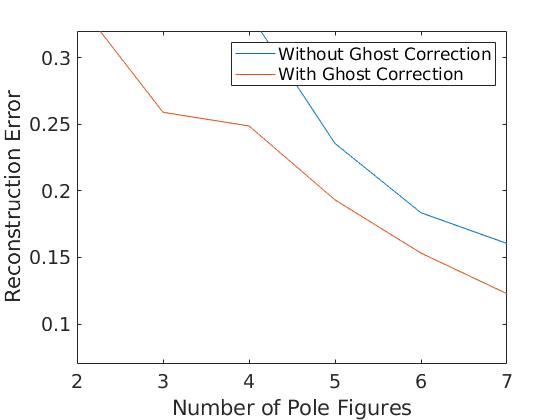 Without Ghost Correction
With Ghost Correction
0.3
0.25
0.2
0.15
0.1
Reconstruction Error
2 3 4 5 6 7
Number of Pole Figures